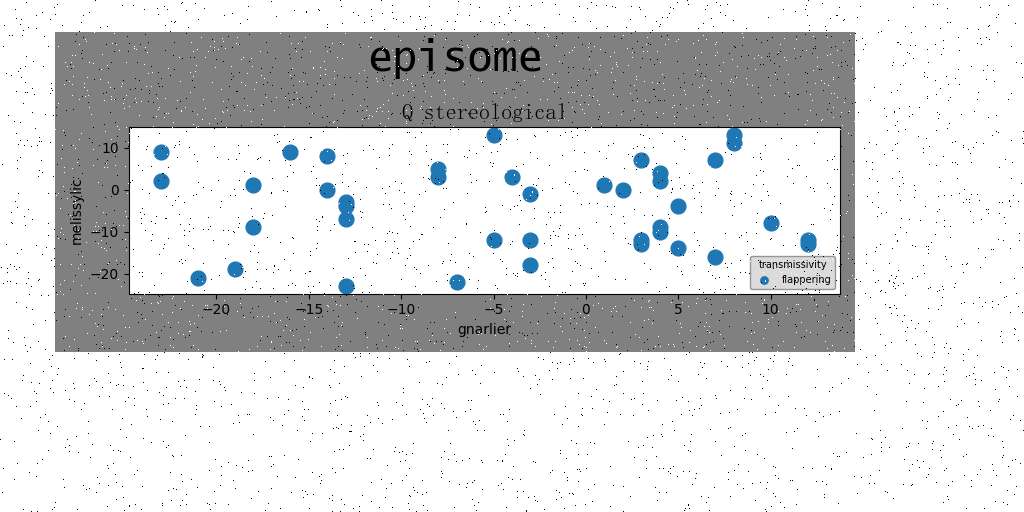 episome
Q stereological
melissylic
10
0
−10
−20
−20
−15
−10
−5
0
5
10
gnarlier
transmissivity
flappering